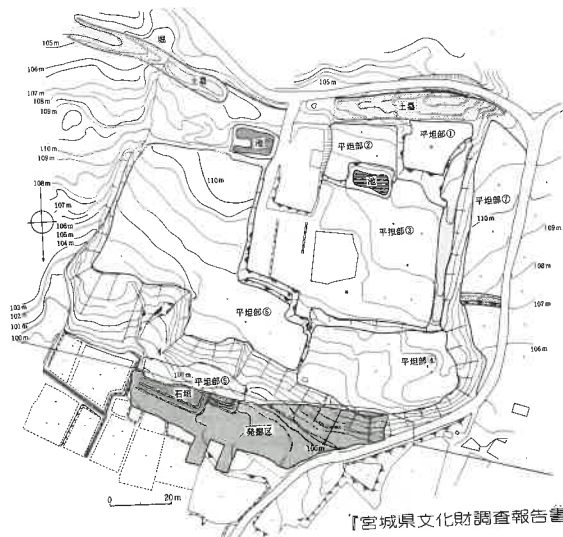 堀
105m
106m
107m
108m
109m
110m
109m
108m
107m
106m
105m
104m
103m
102m
101m
100m
土塁
105m
土塁
池
平坦部②
平坦部①
池
平坦部⑦
110m
110m
平坦部③
109m
108m
107m
106m
平坦部⑥
平坦部4
平坦部⑤
石垣
発掘区
100m
0 20m
『宮城県文化財調査報告書